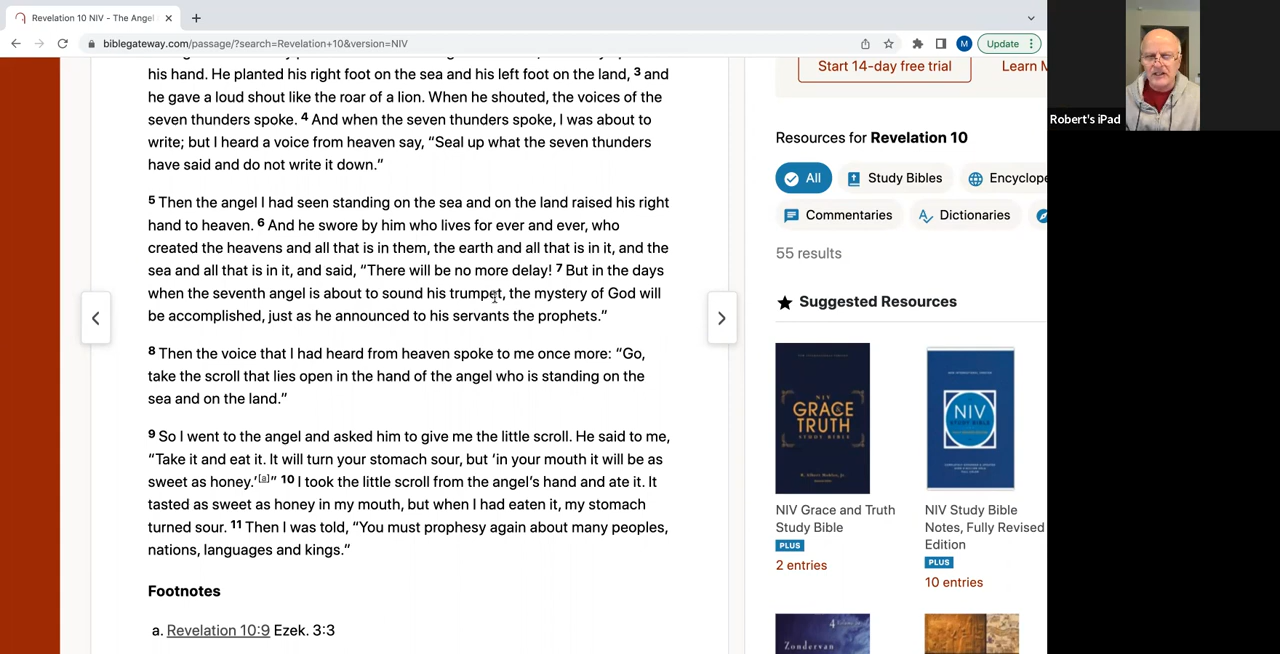 Revelation 10 NIV - The Angel
biblegateway.com/passage/?search=Revelation+10&version=NIV
M
Update
his hand. He planted his right foot on the sea and his left foot on the land, 3 and
he gave a loud shout like the roar of a lion. When he shouted, the voices of the
seven thunders spoke. 4 And when the seven thunders spoke, I was about to
write; but I heard a voice from heaven say, “Seal up what the seven thunders
have said and do not write it down.”
5 Then the angel I had seen standing on the sea and on the land raised his right
hand to heaven. 6 And he swore by him who lives for ever and ever, who
created the heavens and all that is in them, the earth and all that is in it, and the
sea and all that is in it, and said, “There will be no more delay! 7 But in the days
when the seventh angel is about to sound his trumpet, the mystery of God will
be accomplished, just as he announced to his servants the prophets.”
8 Then the voice that I had heard from heaven spoke to me once more: “Go,
take the scroll that lies open in the hand of the angel who is standing on the
sea and on the land.”
9 So I went to the angel and asked him to give me the little scroll. He said to me,
“Take it and eat it. It will turn your stomach sour, but ‘in your mouth it will be as
sweet as honey.’[a]” 10 I took the little scroll from the angel’s hand and ate it. It
tasted as sweet as honey in my mouth, but when I had eaten it, my stomach
turned sour. 11 Then I was told, “You must prophesy again about many peoples,
nations, languages and kings.”
Footnotes
a. Revelation 10:9 Ezek. 3:3
Start 14-day free trial
Learn M
Resources for Revelation 10
All
Study Bibles
Encyclope
Commentaries
Dictionaries
55 results
Suggested Resources
NIV
GRACE
TRUTH
STUDY BIBLE
NIV
STUDY BIBLE
NIV Grace and Truth
Study Bible
PLUS
2 entries
NIV Study Bible
Notes, Fully Revised
Edition
PLUS
10 entries
4
Zondervan
Robert's iPad